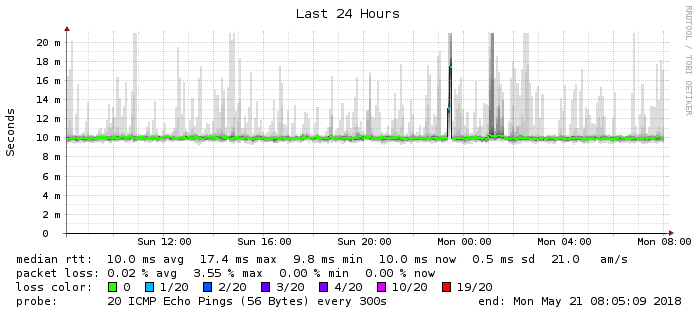 Last 24 Hours
RRDTOOL / TOBI OETIKER
Seconds
20 m
18 m
16 m
14 m
12 m
10 m
8 m
6 m
4 m
2 m
0
Sun 12:00 Sun 16:00 Sun 20:00 Mon 00:00 Mon 04:00 Mon 08:00
median rtt: 10.0 ms avg 17.4 ms max 9.8 ms min 10.0 ms now 0.5 ms sd 21.0 am/s
packet loss: 0.02 % avg 3.55 % max 0.00 % min 0.00 % now
loss color: 0 1/20 2/20 3/20 4/20 10/20 19/20
probe: 20 ICMP Echo Pings (56 Bytes) every 300s end: Mon May 21 08:05:09 2018